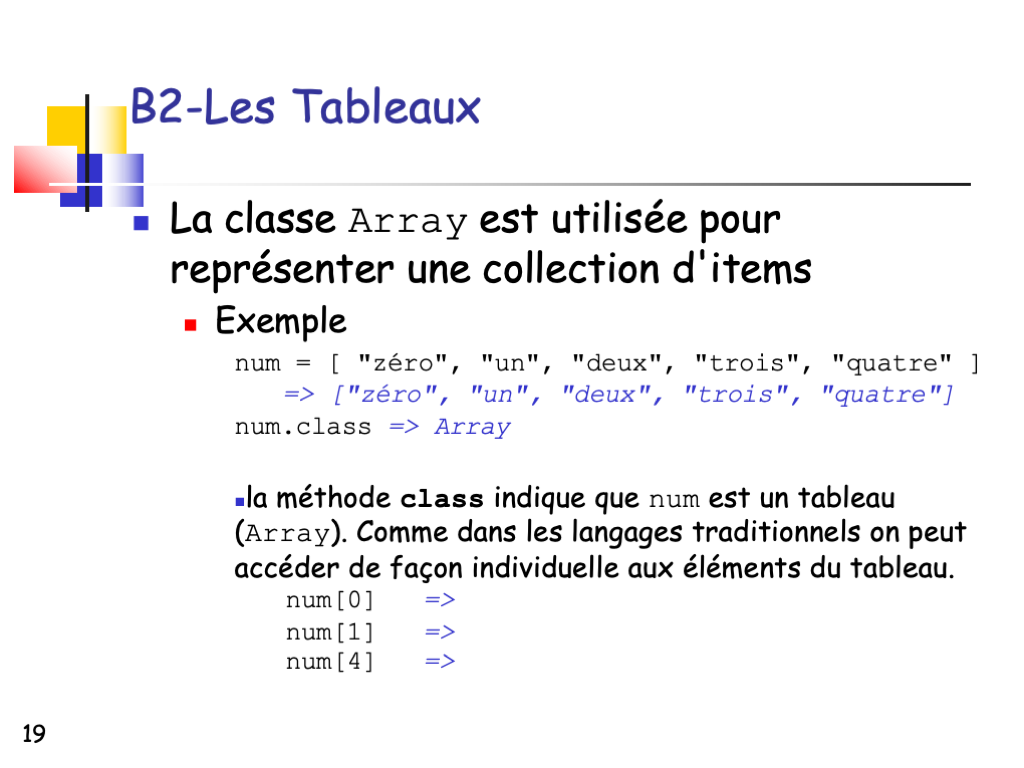 B2-Les Tableaux
La classe Array est utilisée pour
représenter une collection d'items
Exemple
num = [ "zéro", "un", "deux", "trois", "quatre" ]
=> ["zéro", "un", "deux", "trois", "quatre"]
num.class => Array
la méthode class indique que num est un tableau
(Array). Comme dans les langages traditionnels on peut
accéder de façon individuelle aux éléments du tableau.
num[0] =>
num[1] =>
num[4] =>
19